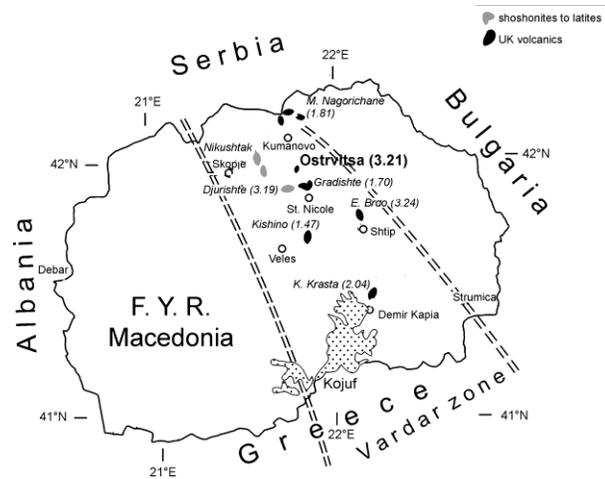 shoshonites to latites
UK volcanics
Serbia
22°E
21°E
Bulgaria
M. Nagorichane
(1.81)
Kumanovo
Nikushtak
Ostrvitsa (3.21)
42°N
42°N
Skopje
Djurishte (3.19)
Gradishte (1.70)
St. Nicole
E. Brdo (3.24)
Kishino (1.47)
Shtip
Veles
Albania
Debar
K. Krasta (2.04)
Strumica
F. Y. R.
Macedonia
Demir Kapia
Kojuf
41°N
41°N
22°E
21°E
Greece
Vardar zone